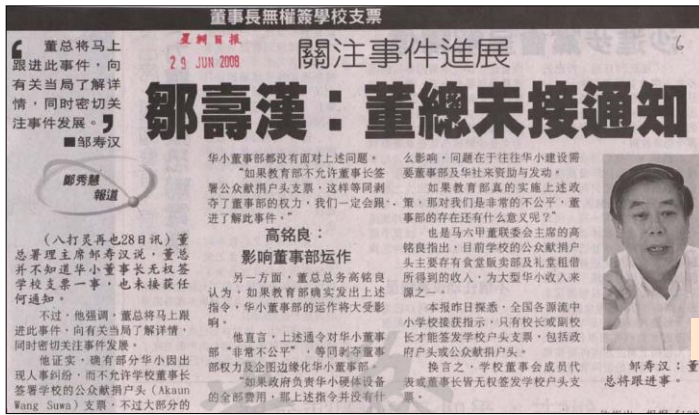 董事長無權簽學校支票
星洲日报
29 JUN 2008
6
關注事件進展
鄒壽漢：董總未接通知
董总将马上
跟进此事件，向
有关当局了解详
情，同时密切关
注事件发展。
■邹寿汉
鄭秀慧
報道
（八打灵再也28日讯）董
总署理主席邹寿汉说，董总
并不知道华小董事长无权签
学校支票一事，也未接获任
何通知。
不过，他强调，董总将马上跟
进此事件，向有关当局了解详情，
同时密切关注事件发展。
他证实，确有部分华小因出
现人事纠纷，而不允许学校董事长
签署学校的公众献捐户头（Akaun
Wang Suwa）支票，不过大部分的
华小董事部都没有面对上述问题。
“如果教育部不允许董事长签
署公众献捐户头支票，这样等同剥
夺了董事部的权力，我们一定会跟
进了解此事件。”
高铭良：
影响董事部运作
另一方面，董总总务高铭良
认为，如果教育部确实发出上述
指令，华小董事部的运作将大受影
响。
他直言，上述通令对华小董事
部“非常不公平”，等同剥夺董事
部权力及企图边缘化华小董事部。
“如果政府负责华小硬体设备
的全部费用，那上述指令并没有什
么影响，问题在于往往华小建设需
要董事部及华社来资助与发动。
如果教育部真的实施上述政
策，那对我们是非常的不公平，董
事部的存在还有什么意义呢？”
也是马六甲董联委会主席的高
铭良指出，目前学校的公众献捐户
头主要存有食堂贩卖部及礼堂租借
所得到的收入，为大型华小收入来
源之一。
本报昨日探悉，全国各源流中
小学校接获指示，只有校长或副校
长才能签发学校户头支票，包括政
府户头或公众献捐户头。
换言之，学校董事会成员代
表或董事长皆无权签发学校户头支
票。
邹寿汉：董
总将跟进事。